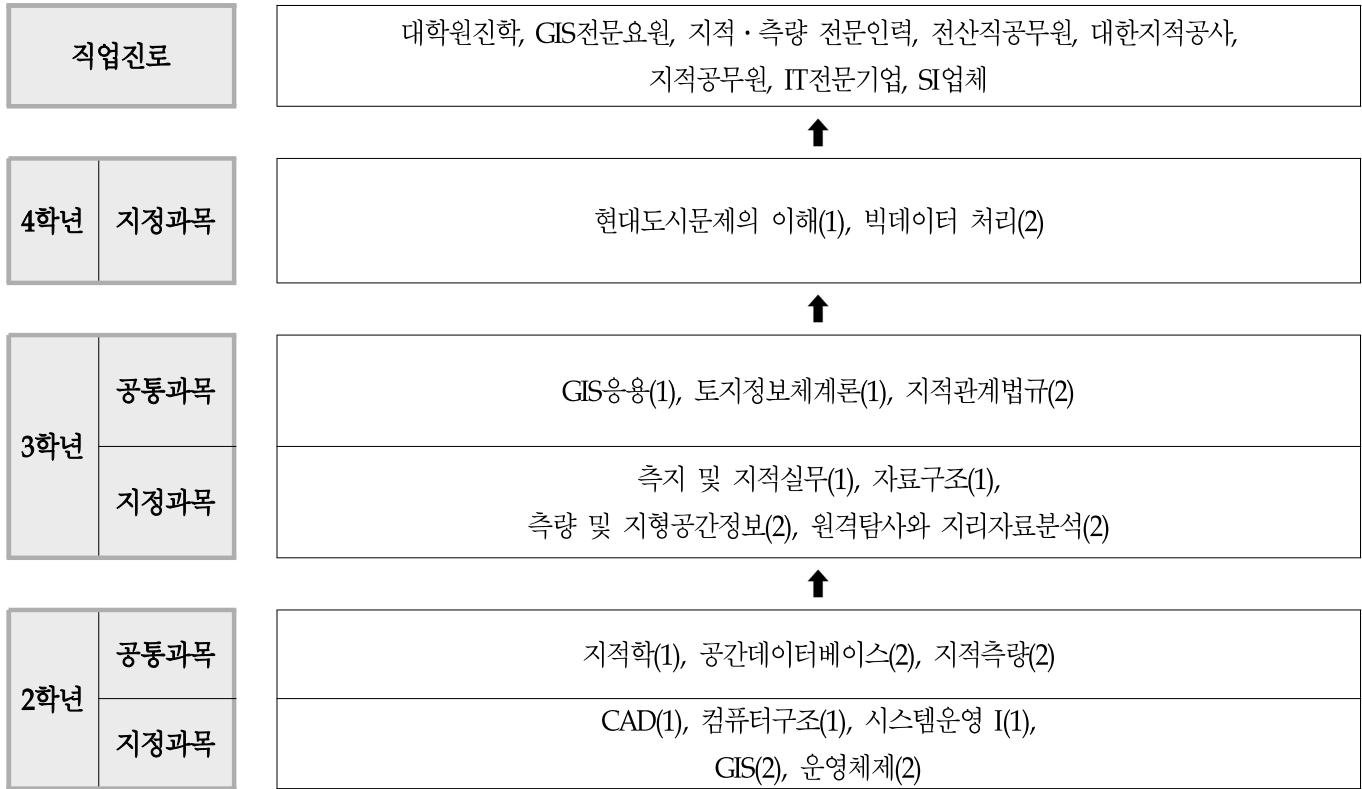 직업진로
대학원진학, GIS전문요원, 지적·측량 전문인력, 전산직공무원, 대한지적공사,
지적공무원, IT전문기업, SI업체
4학년
지정과목
현대도시문제의 이해(1), 빅데이터 처리(2)
3학년
공통과목
GIS응용(1), 토지정보체계론(1), 지적관계법규(2)
지정과목
측지 및 지적실무(1), 자료구조(1),
측량 및 지형공간정보(2), 원격탐사와 지리자료분석(2)
2학년
공통과목
지적학(1), 공간데이터베이스(2), 지적측량(2)
지정과목
CAD(1), 컴퓨터구조(1), 시스템운영 I(1),
GIS(2), 운영체제(2)